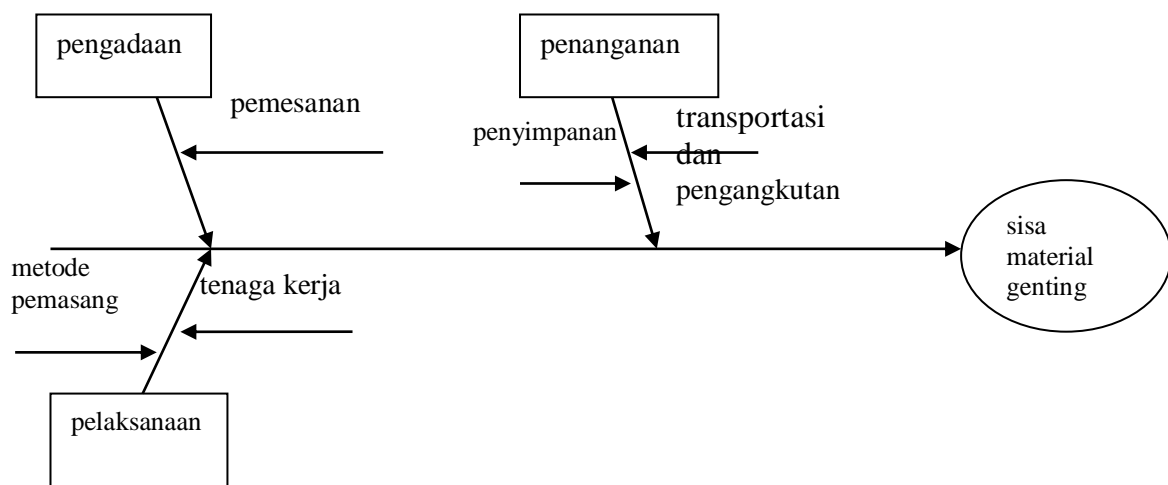 pengadaan
penanganan
pemesanan
penyimpanan
transportasi
dan
pengangkutan
sisa
material
genting
metode
pemasang
tenaga kerja
pelaksanaan